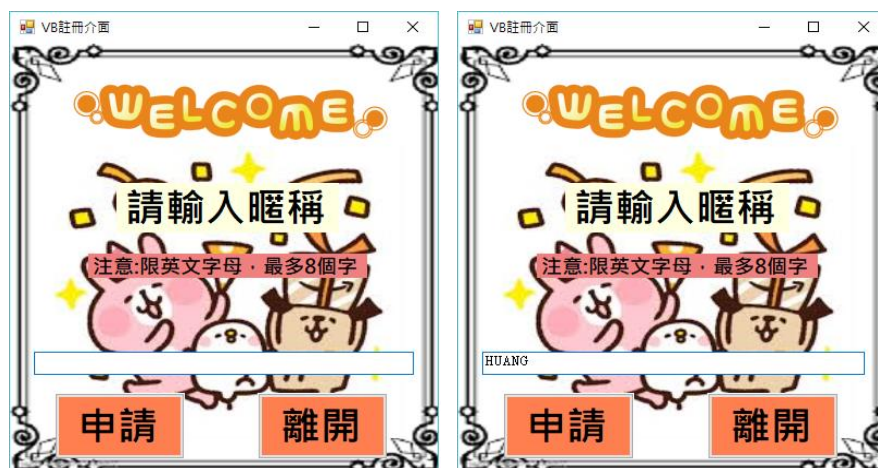 VB註冊介面
WELCOME
請輸入暱稱
注意:限英文字母，最多8個字
申請
離開
VB註冊介面
WELCOME
請輸入暱稱
注意:限英文字母，最多8個字
HUANG
申請
離開